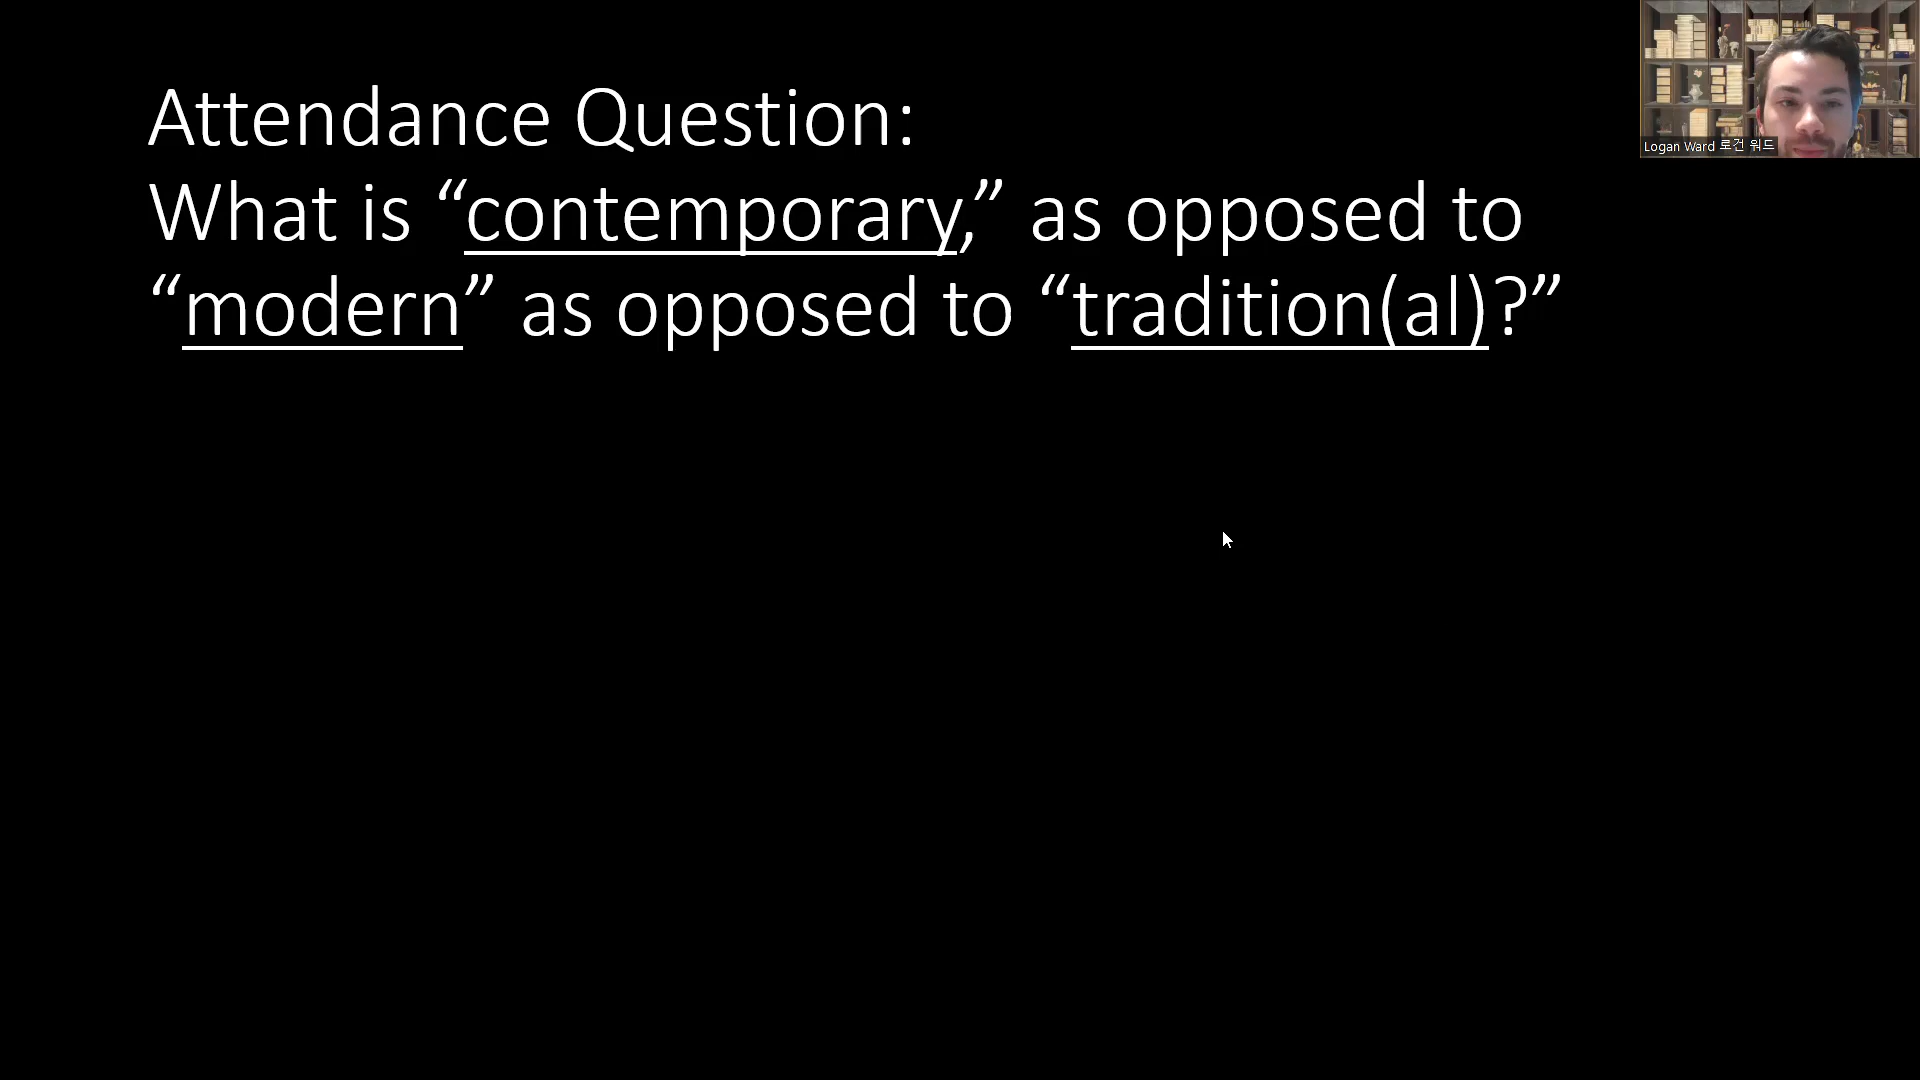 Attendance Question:
What is “contemporary,” as opposed to
“modern” as opposed to “tradition(al)?”
Logan Ward 로건 워드